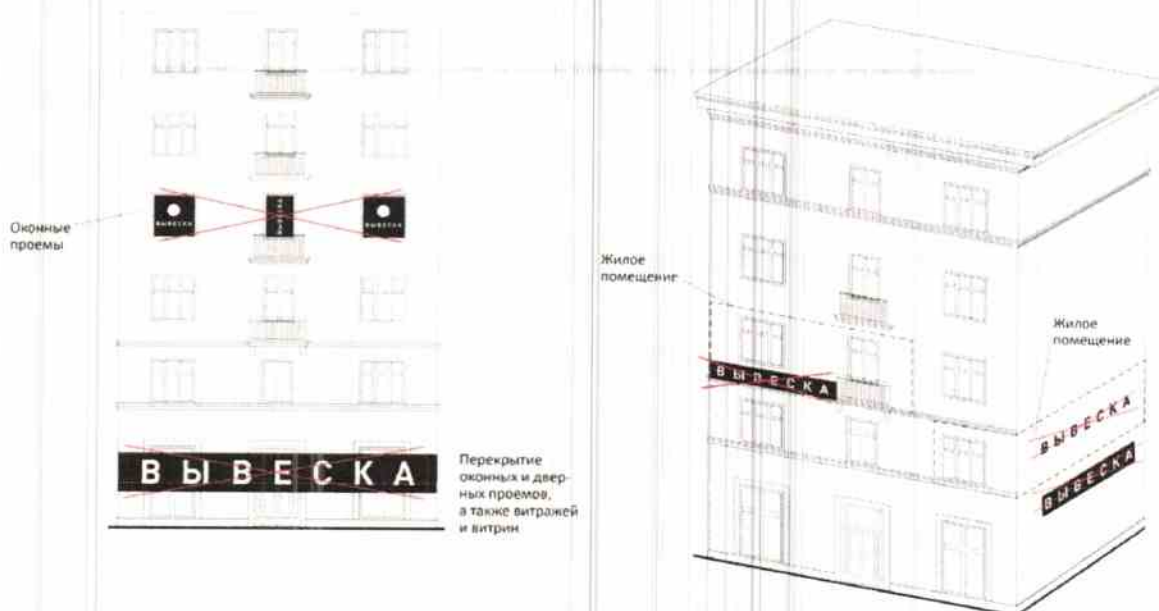 Оконные
проемы
ВЫВЕСКА
ВЫВЕСКА
ВЫВЕСКА
ВЫВЕСКА
Перекрытие
оконных и двер-
ных проемов,
а также витражей
и витрин
Жилое
помещение
ВЫВЕСКА
Жилое
помещение
ВЫВЕСКА
ВЫВЕСКА